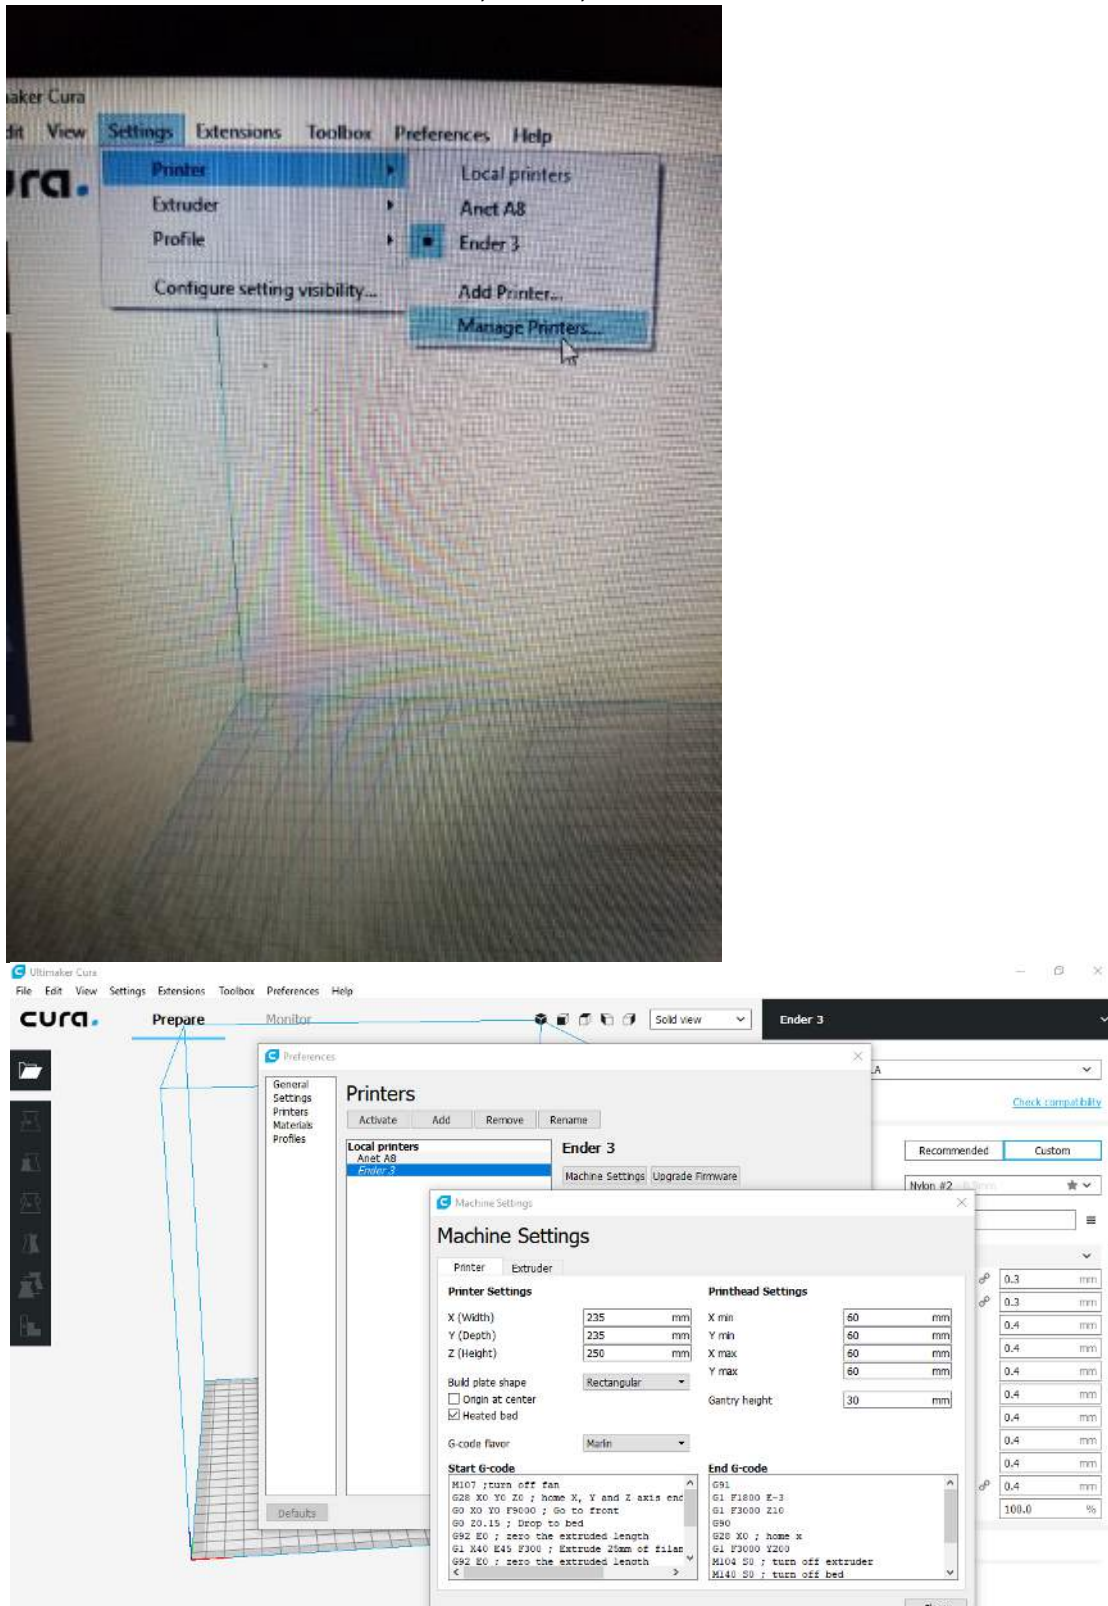 aker Cura
dit View Settings Extensions Toolbox Preferences Help
ura.
Printer
Extruder
Profile
Configure setting visibility...
Local printers
Anet A8
Ender 3
Add Printer...
Manage Printers...
Ultimaker Cura
File Edit View Settings Extensions Toolbox Preferences Help
cura. Prepare Monitor Solid view Ender 3
Preferences
LA
General
Settings
Printers
Materials
Profiles
Printers
Activate Add Remove Rename
Local printers
Anet A8
Ender 3
Ender 3
Machine Settings Upgrade Firmware
Defaults
Check compatibility
Recommended Custom
Nylon #2
0.3 mm
0.3 mm
0.4 mm
0.4 mm
0.4 mm
0.4 mm
0.4 mm
0.4 mm
0.4 mm
0.4 mm
100.0 %
Machine Settings
Machine Settings
Printer Extruder
Printer Settings
X (Width) 235 mm
Y (Depth) 235 mm
Z (Height) 250 mm
Build plate shape Rectangular
Origin at center
Heated bed
G-code flavor Marlin
Printhead Settings
X min 60 mm
Y min 60 mm
X max 60 mm
Y max 60 mm
Gantry height 30 mm
Start G-code
M107 ;turn off fan
G28 X0 Y0 Z0 ; home X, Y and Z axis end
G0 X0 Y0 F9000 ; Go to front
G0 Z0.15 ; Drop to bed
G92 E0 ; zero the extruded length
G1 X40 E45 F300 ; Extrude 25mm of filam
G92 E0 ; zero the extruded length
End G-code
G91
G1 F1800 E-3
G1 F3000 Z10
G90
G28 X0 ; home x
G1 F3000 Y200
M104 S0 ; turn off extruder
M140 S0 ; turn off bed